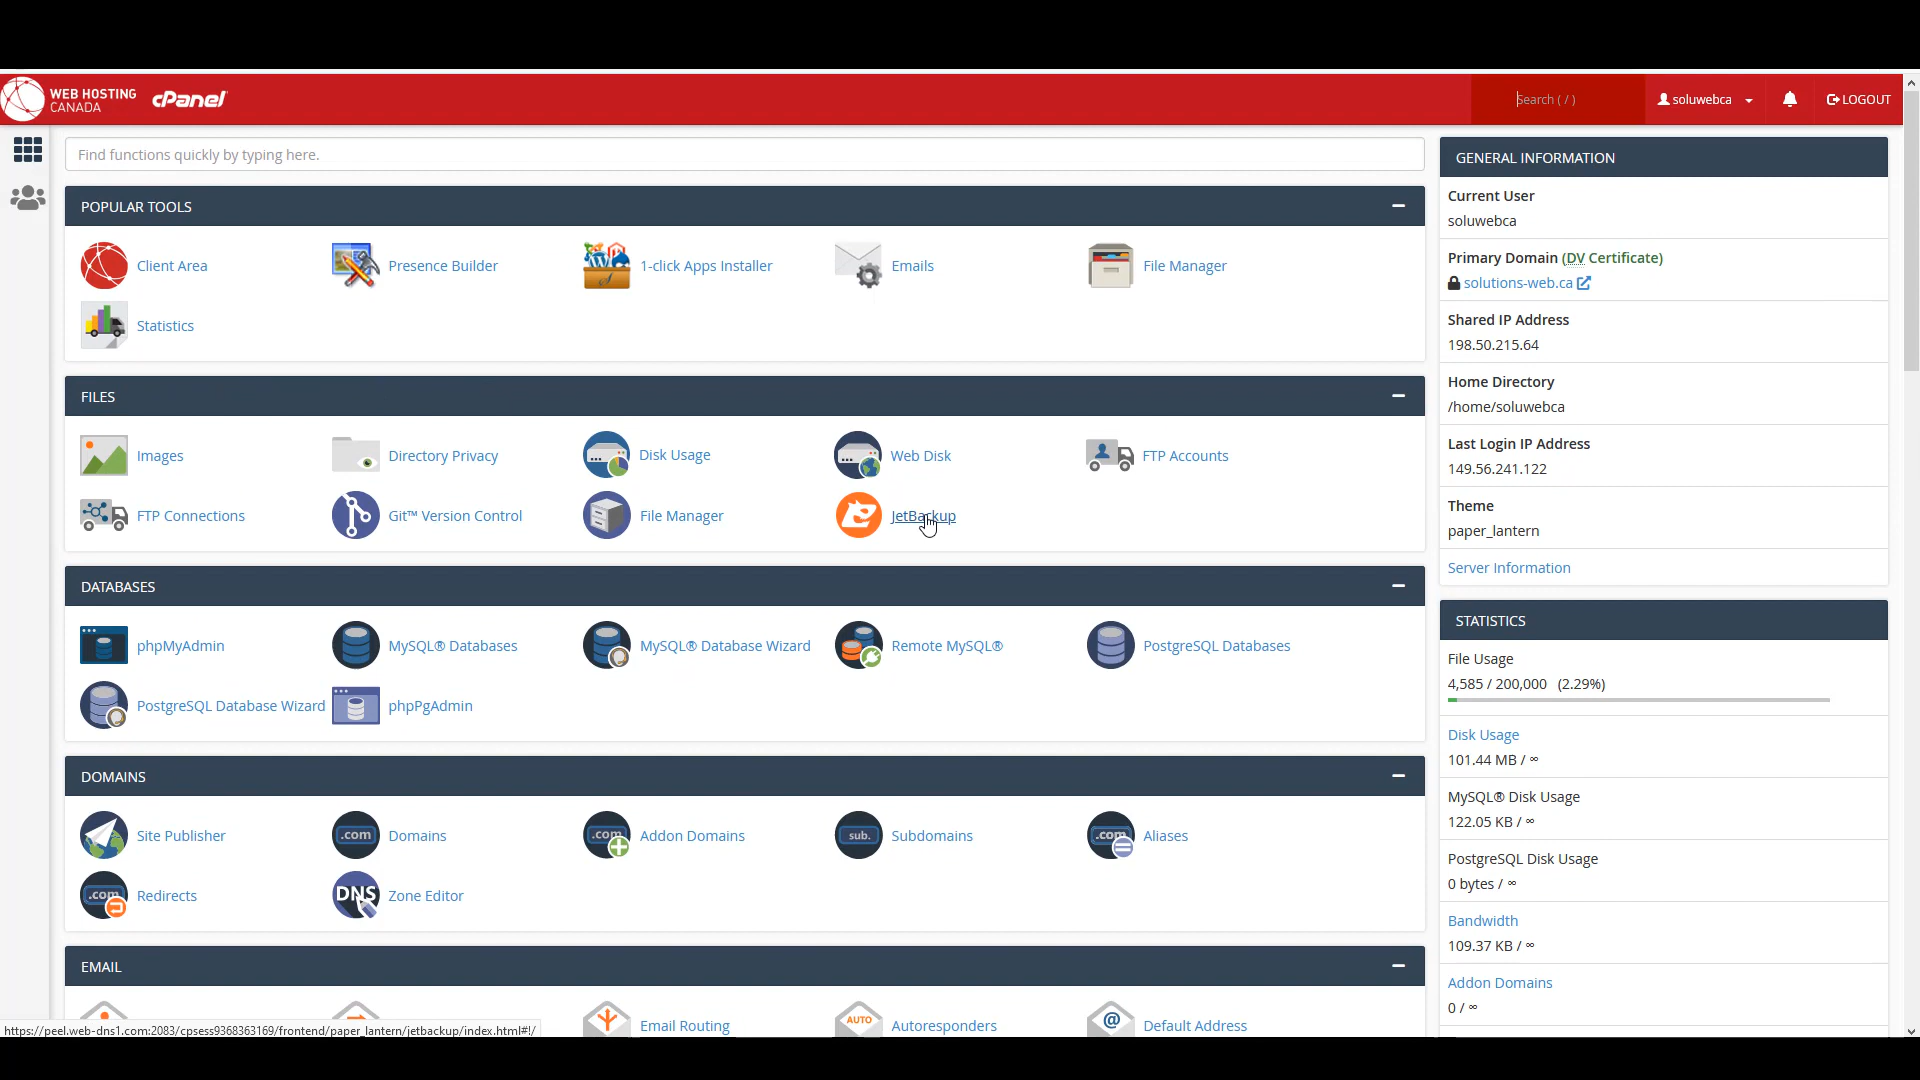 WEB HOSTING
CANADA
cPanel
Search ( / )
soluwebca
LOGOUT
Find functions quickly by typing here.
POPULAR TOOLS
Client Area
Presence Builder
1-click Apps Installer
Emails
File Manager
Statistics
FILES
Images
Directory Privacy
Disk Usage
Web Disk
FTP Accounts
FTP Connections
Git™ Version Control
File Manager
JetBackup
DATABASES
phpMyAdmin
MySQL® Databases
MySQL® Database Wizard
Remote MySQL®
PostgreSQL Databases
PostgreSQL Database Wizard
phpPgAdmin
DOMAINS
Site Publisher
.com
Domains
.com
Addon Domains
sub.
Subdomains
.com
Aliases
.com
Redirects
DNS
Zone Editor
EMAIL
Email Routing
AUTO
Autoresponders
@
Default Address
https://peel.web-dns1.com:2083/cpsess9368363169/frontend/paper_lantern/jetbackup/index.html#!/
GENERAL INFORMATION
Current User
soluwebca
Primary Domain (DV Certificate)
solutions-web.ca
Shared IP Address
198.50.215.64
Home Directory
/home/soluwebca
Last Login IP Address
149.56.241.122
Theme
paper_lantern
Server Information
STATISTICS
File Usage
4,585 / 200,000 (2.29%)
Disk Usage
101.44 MB / ∞
MySQL® Disk Usage
122.05 KB / ∞
PostgreSQL Disk Usage
0 bytes / ∞
Bandwidth
109.37 KB / ∞
Addon Domains
0 / ∞